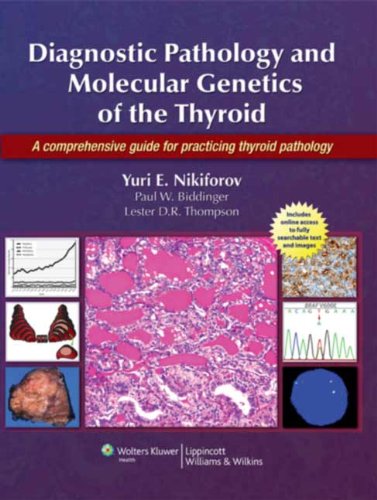 Diagnostic Pathology and
Molecular Genetics
of the Thyroid
A comprehensive guide for practicing thyroid pathology
Yuri E. Nikiforov
Paul W. Biddinger
Lester D.R. Thompson
Includes
online access
to fully
searchable text
and images
BRAF V600E
Wolters Kluwer
Health
Lippincott
Williams & Wilkins